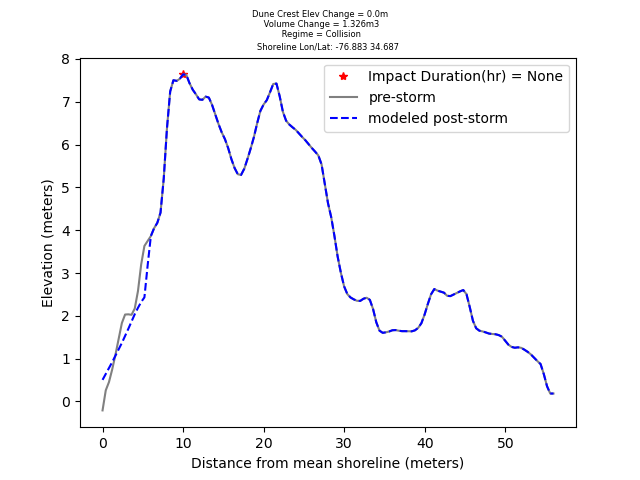 Dune Crest Elev Change = 0.0m
Volume Change = 1.326m3
Regime = Collision
Shoreline Lon/Lat: -76.883 34.687
Impact Duration(hr) = None
pre-storm
modeled post-storm
Elevation (meters)
8
7
6
5
4
3
2
1
0
0 10 20 30 40 50
Distance from mean shoreline (meters)